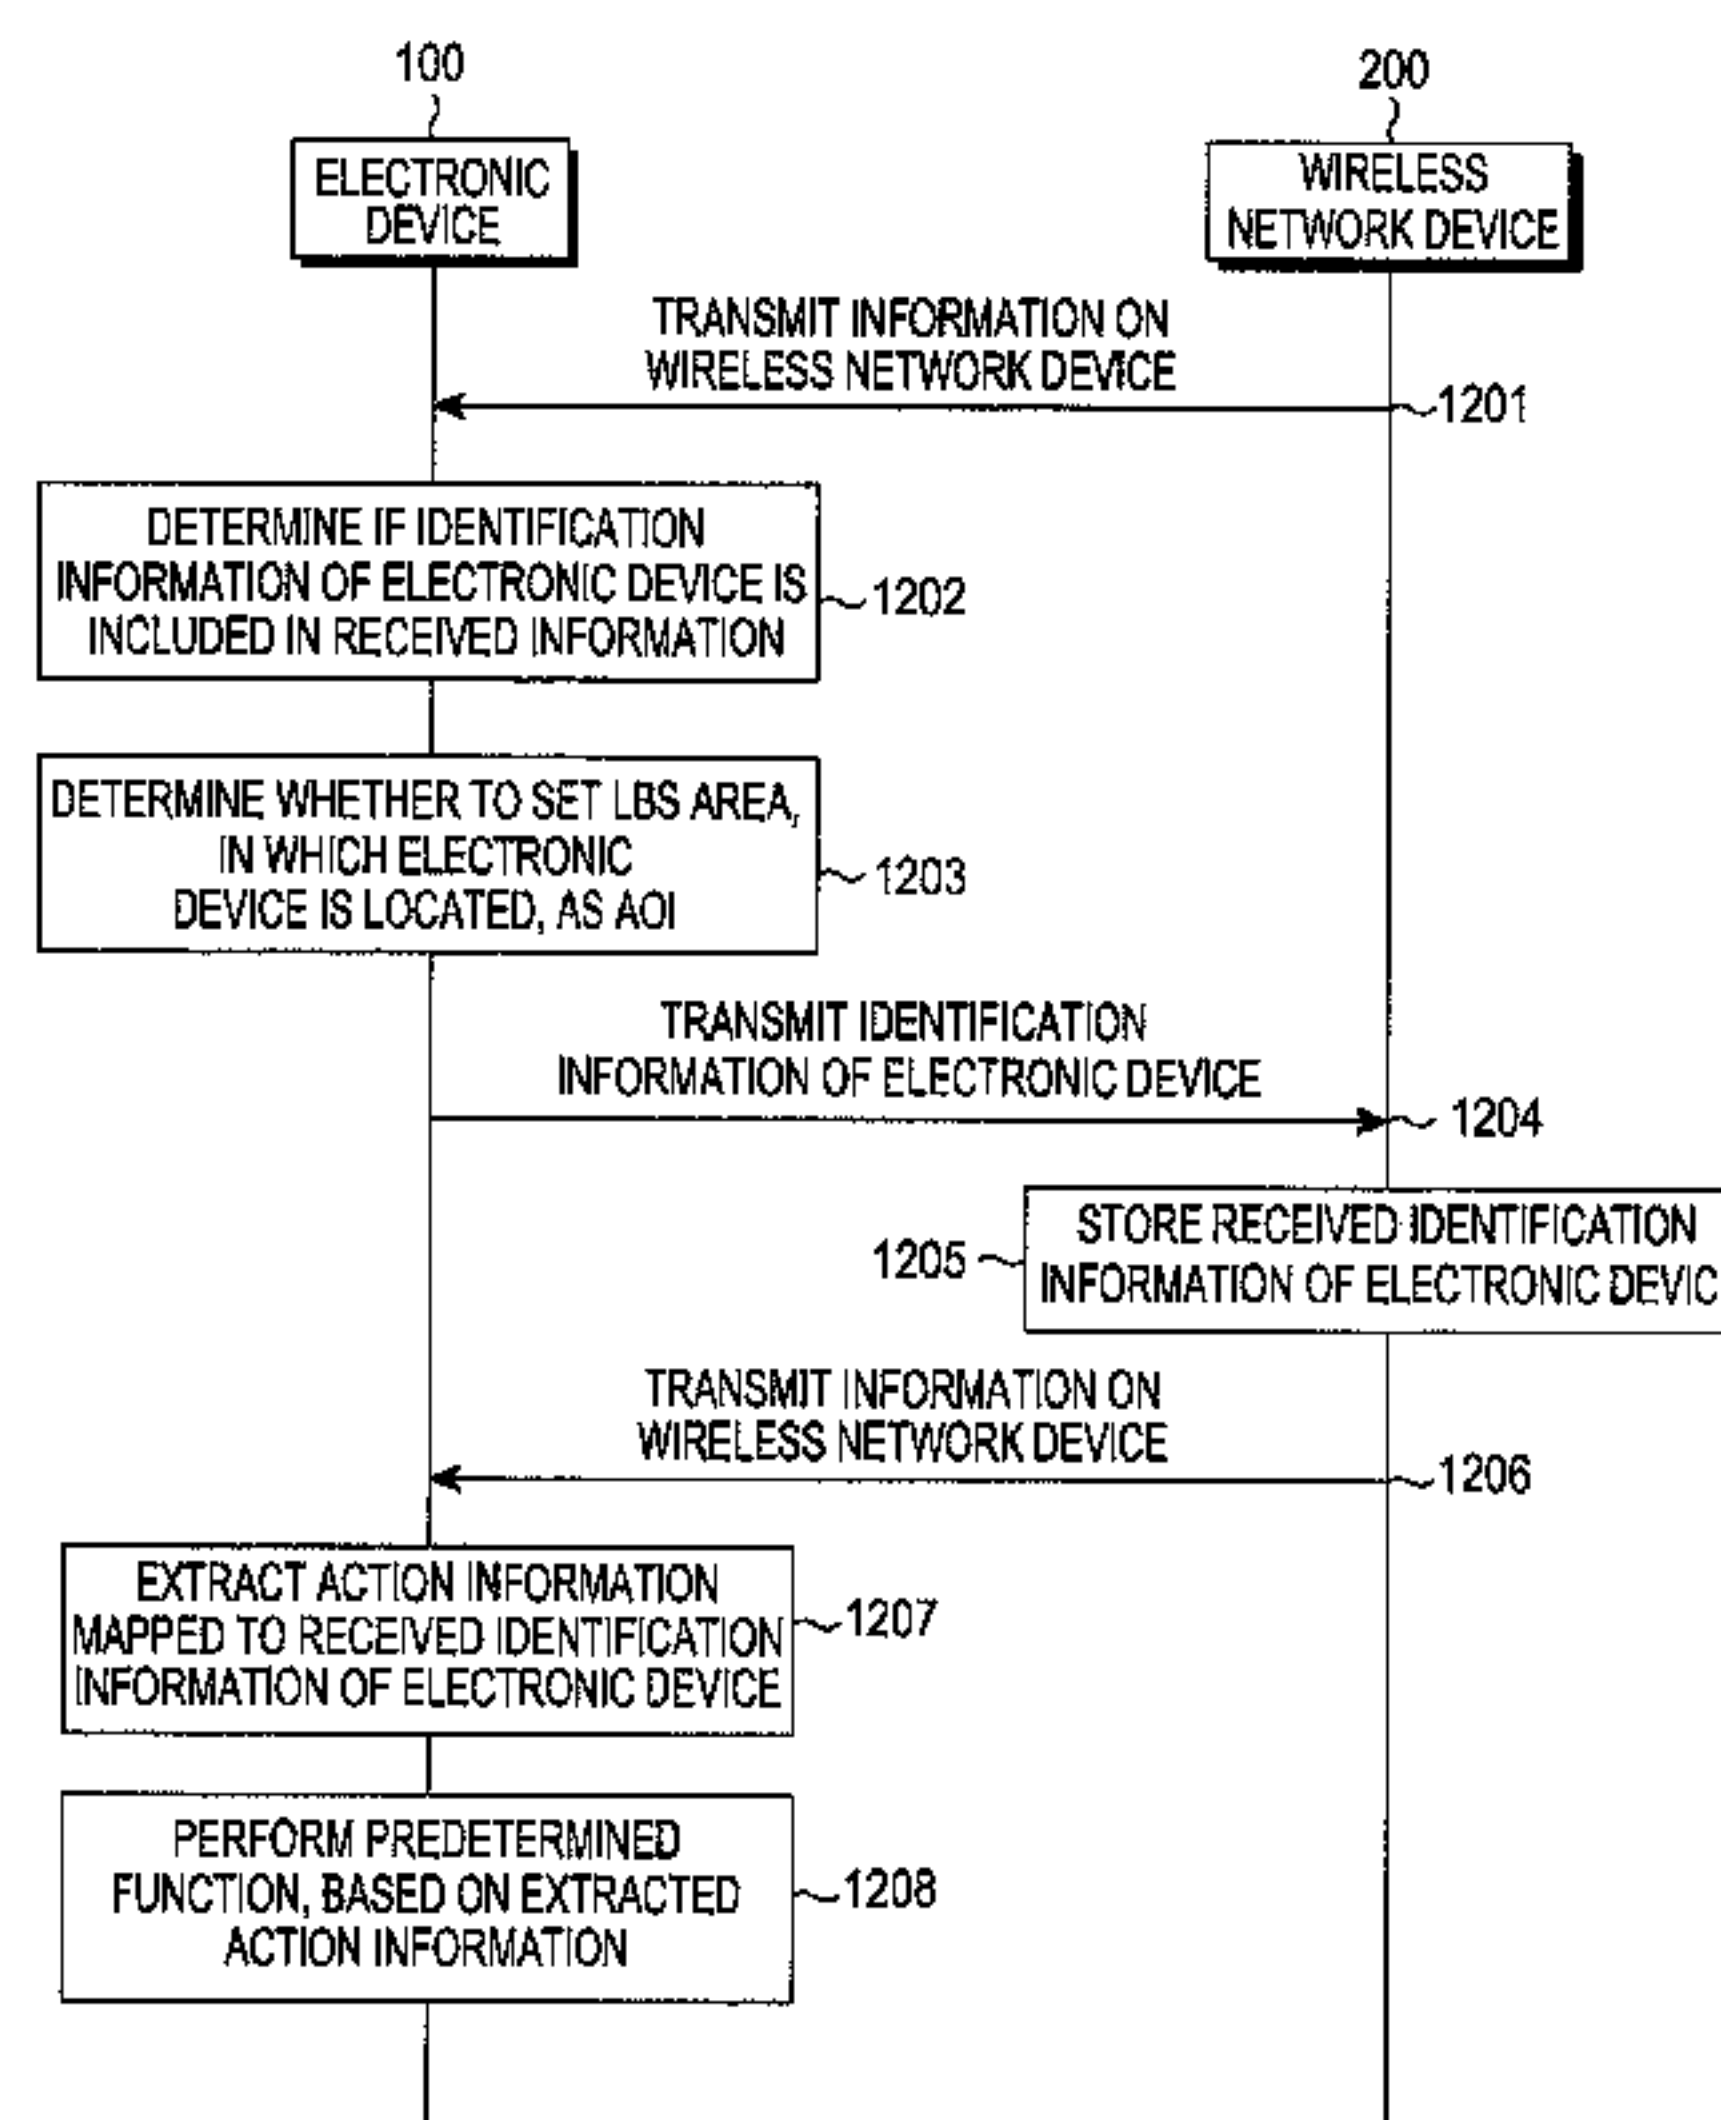 100
200
ELECTRONIC
DEVICE
WIRELESS
NETWORK DEVICE
TRANSMIT INFORMATION ON
WIRELESS NETWORK DEVICE
1201
DETERMINE IF IDENTIFICATION
INFORMATION OF ELECTRONIC DEVICE IS
INCLUDED IN RECEIVED INFORMATION
1202
DETERMINE WHETHER TO SET LBS AREA,
IN WHICH ELECTRONIC
DEVICE IS LOCATED, AS AOI
1203
TRANSMIT IDENTIFICATION
INFORMATION OF ELECTRONIC DEVICE
1204
STORE RECEIVED IDENTIFICATION
INFORMATION OF ELECTRONIC DEVIC
1205
TRANSMIT INFORMATION ON
WIRELESS NETWORK DEVICE
1206
EXTRACT ACTION INFORMATION
MAPPED TO RECEIVED IDENTIFICATION
INFORMATION OF ELECTRONIC DEVICE
1207
PERFORM PREDETERMINED
FUNCTION, BASED ON EXTRACTED
ACTION INFORMATION
1208